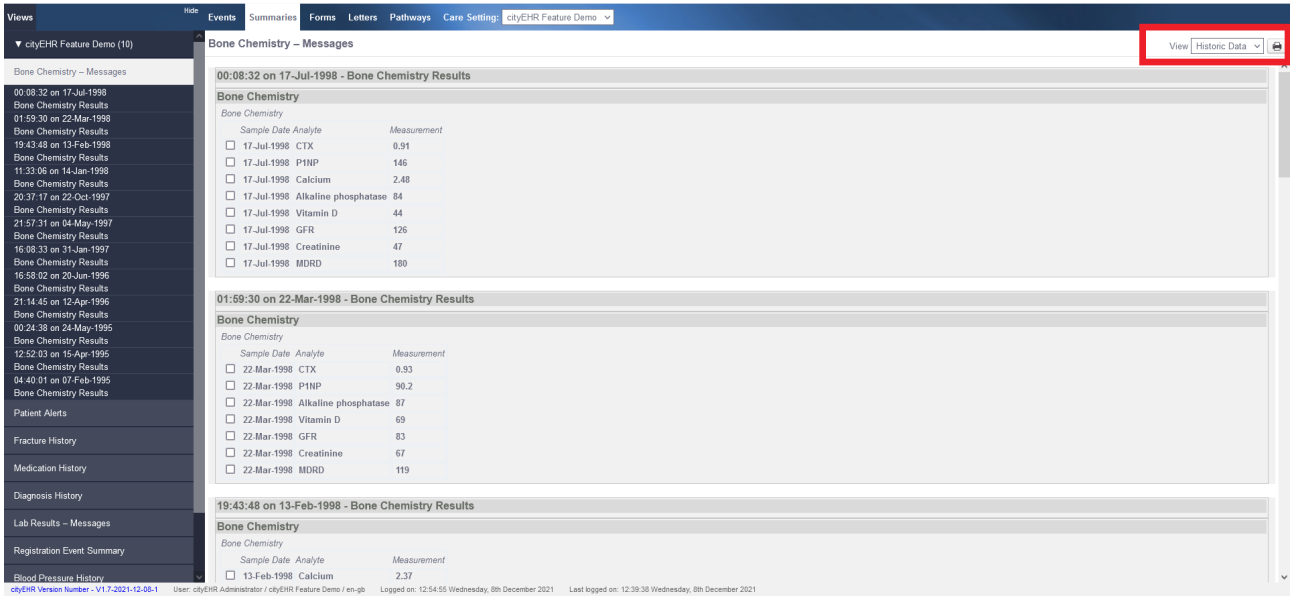 Views Hide Events Summaries Forms Letters Pathways Care Setting: cityEHR Feature Demo
▼ cityEHR Feature Demo (10)
Bone Chemistry – Messages
00:08:32 on 17-Jul-1998
Bone Chemistry Results
01:59:30 on 22-Mar-1998
Bone Chemistry Results
19:43:48 on 13-Feb-1998
Bone Chemistry Results
11:33:06 on 14-Jan-1998
Bone Chemistry Results
20:37:17 on 22-Oct-1997
Bone Chemistry Results
21:57:31 on 04-May-1997
Bone Chemistry Results
16:08:33 on 31-Jan-1997
Bone Chemistry Results
16:58:02 on 20-Jun-1996
Bone Chemistry Results
21:14:45 on 12-Apr-1996
Bone Chemistry Results
00:24:38 on 24-May-1995
Bone Chemistry Results
12:52:03 on 15-Apr-1995
Bone Chemistry Results
04:40:01 on 07-Feb-1995
Bone Chemistry Results
Patient Alerts
Fracture History
Medication History
Diagnosis History
Lab Results – Messages
Registration Event Summary
Blood Pressure History
Bone Chemistry – Messages
View Historic Data
00:08:32 on 17-Jul-1998 - Bone Chemistry Results
Bone Chemistry
Bone Chemistry
Sample Date Analyte Measurement
17-Jul-1998 CTX 0.91
17-Jul-1998 P1NP 146
17-Jul-1998 Calcium 2.48
17-Jul-1998 Alkaline phosphatase 84
17-Jul-1998 Vitamin D 44
17-Jul-1998 GFR 126
17-Jul-1998 Creatinine 47
17-Jul-1998 MDRD 180
01:59:30 on 22-Mar-1998 - Bone Chemistry Results
Bone Chemistry
Bone Chemistry
Sample Date Analyte Measurement
22-Mar-1998 CTX 0.93
22-Mar-1998 P1NP 90.2
22-Mar-1998 Alkaline phosphatase 87
22-Mar-1998 Vitamin D 69
22-Mar-1998 GFR 83
22-Mar-1998 Creatinine 67
22-Mar-1998 MDRD 119
19:43:48 on 13-Feb-1998 - Bone Chemistry Results
Bone Chemistry
Bone Chemistry
Sample Date Analyte Measurement
13-Feb-1998 Calcium 2.37
cityEHR Version Number - V1.7-2021-12-08-1 User: cityEHR Administrator / cityEHR Feature Demo / en-gb Logged on: 12:54:55 Wednesday, 8th December 2021 Last logged on: 12:39:38 Wednesday, 8th December 2021